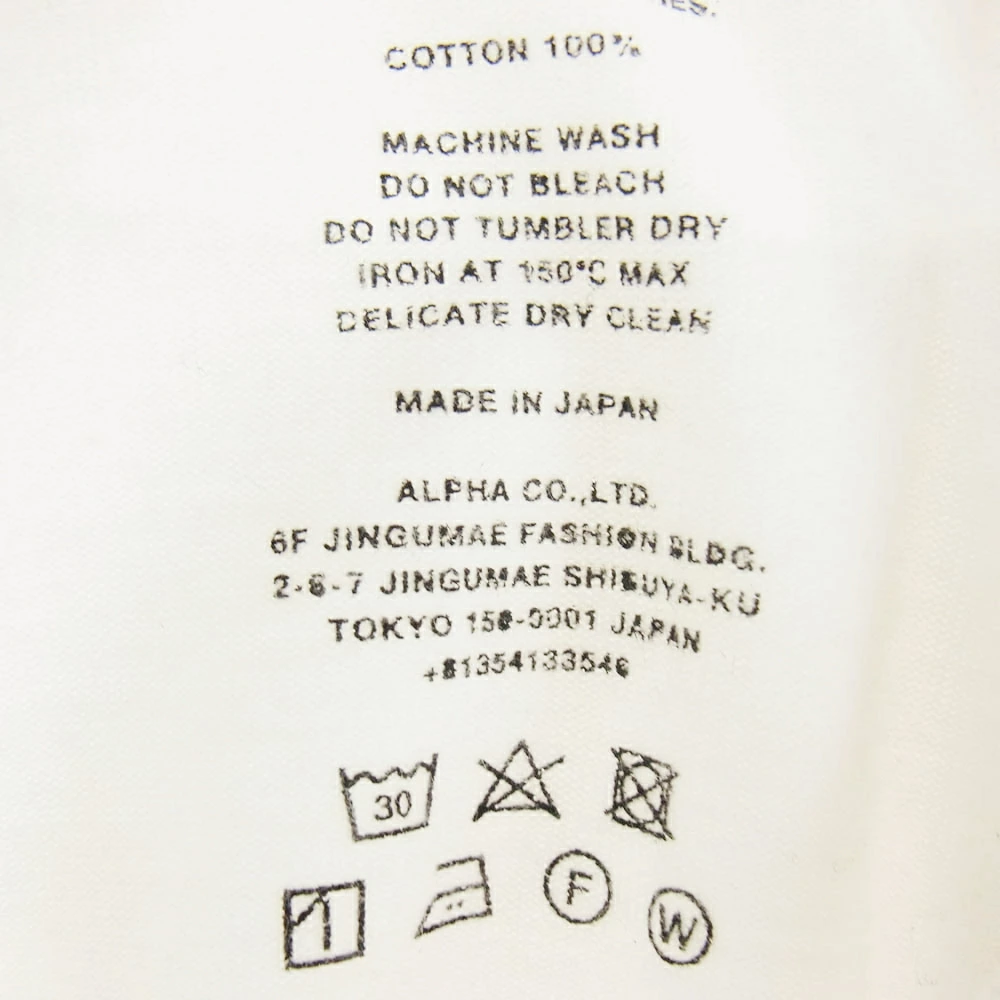 COTTON 100%
MACHINE WASH
DO NOT BLEACH
DO NOT TUMBLER DRY
IRON AT 150°C MAX
DELICATE DRY CLEAN
MADE IN JAPAN
ALPHA CO.,LTD.
6F JINGUMAE FASHION BLDG.
2-6-7 JINGUMAE SHIBUYA-KU
TOKYO 150-0001 JAPAN
+81354133546
30
F
W